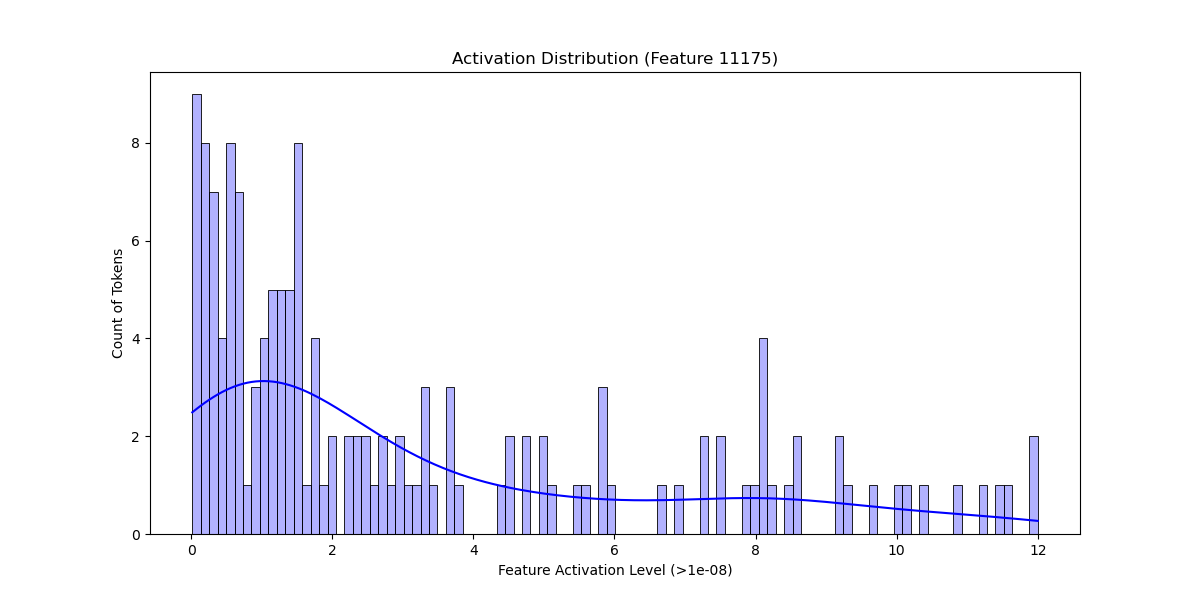 Activation Distribution (Feature 11175)
Count of Tokens
8
6
4
2
0
0 2 4 6 8 10 12
Feature Activation Level (>1e-08)